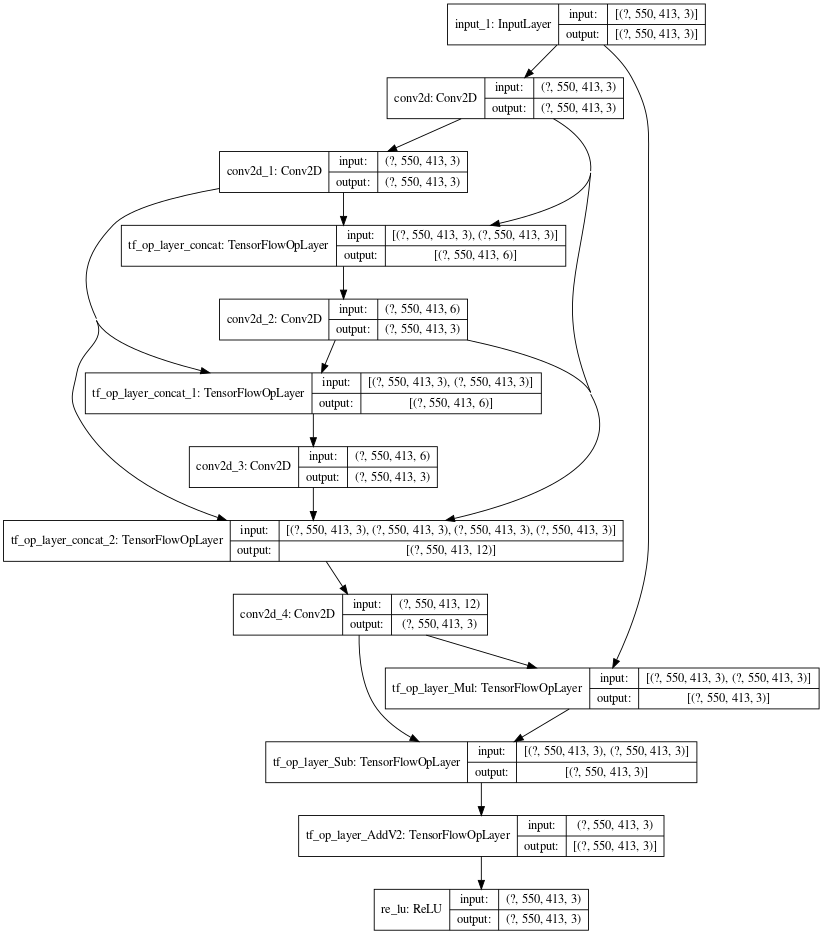 input_1: InputLayer
input: [(?, 550, 413, 3)]
output: [(?, 550, 413, 3)]
conv2d: Conv2D
input: (?, 550, 413, 3)
output: (?, 550, 413, 3)
conv2d_1: Conv2D
input: (?, 550, 413, 3)
output: (?, 550, 413, 3)
tf_op_layer_concat: TensorFlowOpLayer
input: [(?, 550, 413, 3), (?, 550, 413, 3)]
output: [(?, 550, 413, 6)]
conv2d_2: Conv2D
input: (?, 550, 413, 6)
output: (?, 550, 413, 3)
tf_op_layer_concat_1: TensorFlowOpLayer
input: [(?, 550, 413, 3), (?, 550, 413, 3)]
output: [(?, 550, 413, 6)]
conv2d_3: Conv2D
input: (?, 550, 413, 6)
output: (?, 550, 413, 3)
tf_op_layer_concat_2: TensorFlowOpLayer
input: [(?, 550, 413, 3), (?, 550, 413, 3), (?, 550, 413, 3), (?, 550, 413, 3)]
output: [(?, 550, 413, 12)]
conv2d_4: Conv2D
input: (?, 550, 413, 12)
output: (?, 550, 413, 3)
tf_op_layer_Mul: TensorFlowOpLayer
input: [(?, 550, 413, 3), (?, 550, 413, 3)]
output: [(?, 550, 413, 3)]
tf_op_layer_Sub: TensorFlowOpLayer
input: [(?, 550, 413, 3), (?, 550, 413, 3)]
output: [(?, 550, 413, 3)]
tf_op_layer_AddV2: TensorFlowOpLayer
input: (?, 550, 413, 3)
output: [(?, 550, 413, 3)]
re_lu: ReLU
input: (?, 550, 413, 3)
output: (?, 550, 413, 3)